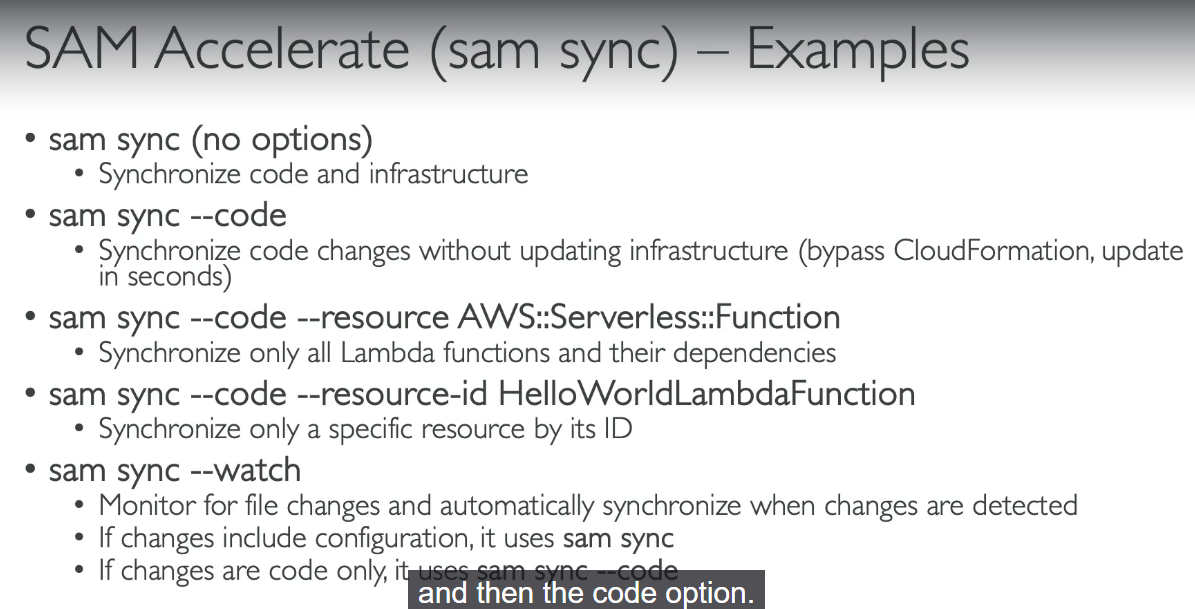 SAM Accelerate (sam sync) – Examples
• sam sync (no options)
• Synchronize code and infrastructure
• sam sync --code
• Synchronize code changes without updating infrastructure (bypass CloudFormation, update
in seconds)
• sam sync --code --resource AWS::Serverless::Function
• Synchronize only all Lambda functions and their dependencies
• sam sync --code --resource-id HelloWorldLambdaFunction
• Synchronize only a specific resource by its ID
• sam sync --watch
• Monitor for file changes and automatically synchronize when changes are detected
• If changes include configuration, it uses sam sync
• If changes are code only, it uses sam sync --code
and then the code option.